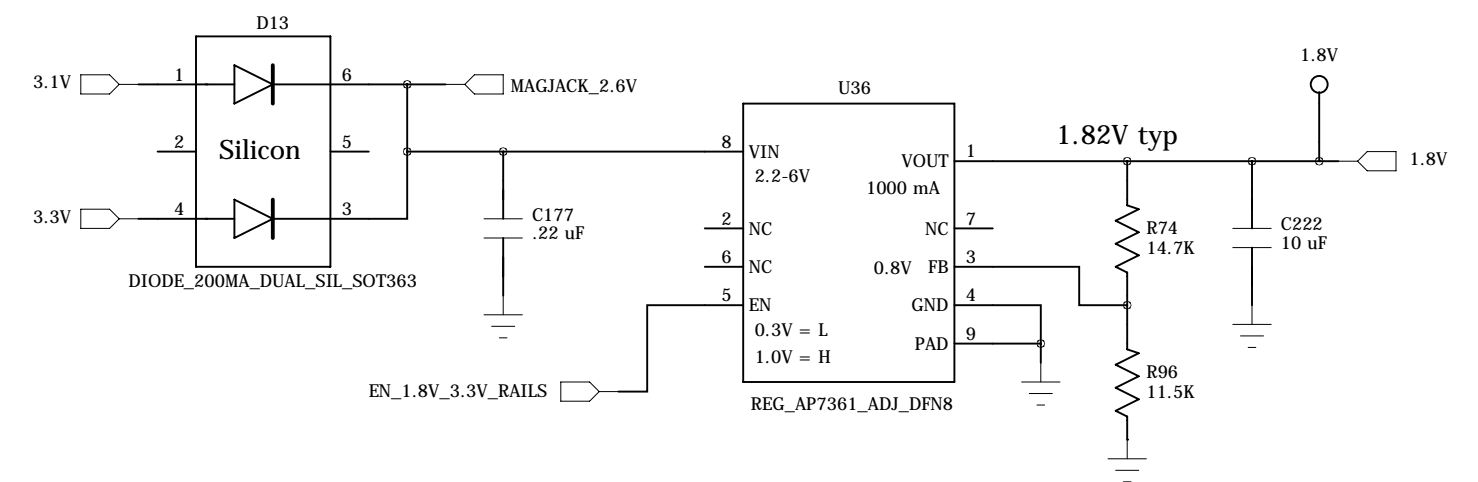 D13
3.1V
1
6
MAGJACK_2.6V
2
Silicon
5
3.3V
4
3
DIODE_200MA_DUAL_SIL_SOT363
C177
.22 uF
EN_1.8V_3.3V_RAILS
U36
8
VIN
2.2-6V
2
NC
6
NC
5
EN
0.3V = L
1.0V = H
VOUT
1
1000 mA
NC
7
0.8V
FB
3
GND
4
PAD
9
REG_AP7361_ADJ_DFN8
1.82V typ
R74
14.7K
R96
11.5K
C222
10 uF
1.8V
1.8V